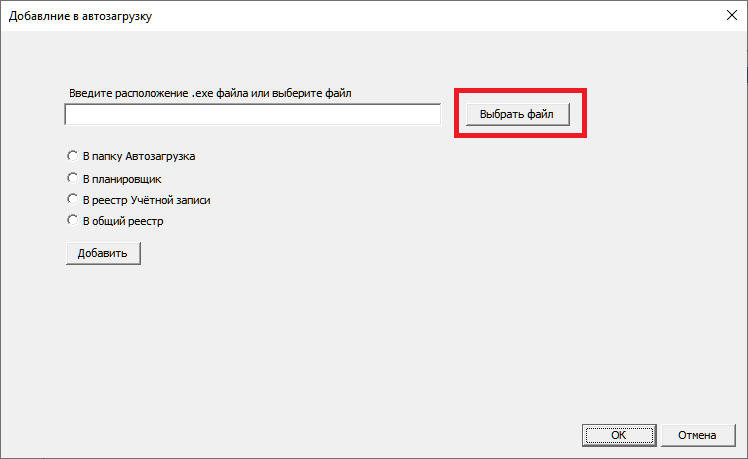 Добавлние в автозагрузку
Введите расположение .exe файла или выберите файл
Выбрать файл
В папку Автозагрузка
В планировщик
В реестр Учётной записи
В общий реестр
Добавить
OK
Отмена